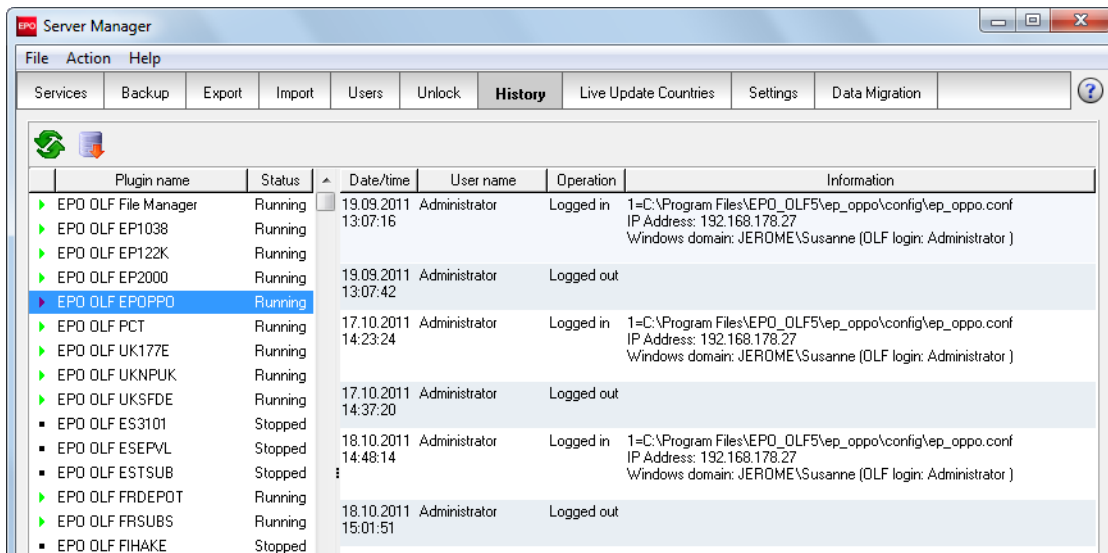 EPO Server Manager
File Action Help
Services Backup Export Import Users Unlock History Live Update Countries Settings Data Migration ?
Plugin name Status
EPO OLF File Manager Running
EPO OLF EP1038 Running
EPO OLF EP122K Running
EPO OLF EP2000 Running
EPO OLF EPOPPO Running
EPO OLF PCT Running
EPO OLF UK177E Running
EPO OLF UKNPUK Running
EPO OLF UKSFDE Running
EPO OLF ES3101 Stopped
EPO OLF ESEPVL Stopped
EPO OLF ESTSUB Stopped
EPO OLF FRDEPOT Running
EPO OLF FRSUBS Running
EPO OLF FIHAKE Stopped
Date/time User name Operation Information
19.09.2011 Administrator Logged in 1=C:\Program Files\EPO_OLF5\ep_oppo\config\ep_oppo.conf
13:07:16 IP Address: 192.168.178.27
Windows domain: JEROME\Susanne (OLF login: Administrator )
19.09.2011 Administrator Logged out
13:07:42
17.10.2011 Administrator Logged in 1=C:\Program Files\EPO_OLF5\ep_oppo\config\ep_oppo.conf
14:23:24 IP Address: 192.168.178.27
Windows domain: JEROME\Susanne (OLF login: Administrator )
17.10.2011 Administrator Logged out
14:37:20
18.10.2011 Administrator Logged in 1=C:\Program Files\EPO_OLF5\ep_oppo\config\ep_oppo.conf
14:48:14 IP Address: 192.168.178.27
Windows domain: JEROME\Susanne (OLF login: Administrator )
18.10.2011 Administrator Logged out
15:01:51